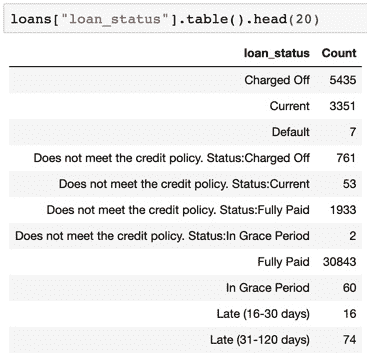 loans["loan_status"].table().head(20)
loan_status Count
Charged Off 5435
Current 3351
Default 7
Does not meet the credit policy. Status:Charged Off 761
Does not meet the credit policy. Status:Current 53
Does not meet the credit policy. Status:Fully Paid 1933
Does not meet the credit policy. Status:In Grace Period 2
Fully Paid 30843
In Grace Period 60
Late (16-30 days) 16
Late (31-120 days) 74